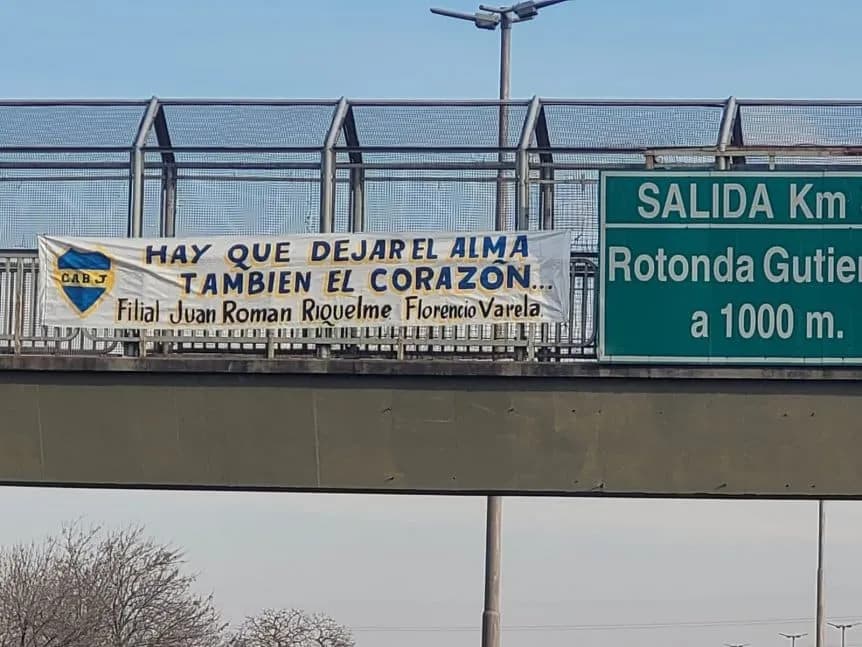 CABJ
HAY QUE DEJAR EL ALMA
TAMBIEN EL CORAZÓN...
Filial Juan Roman Riquelme Florencio Varela
SALIDA Km
Rotonda Gutier
a 1000 m.